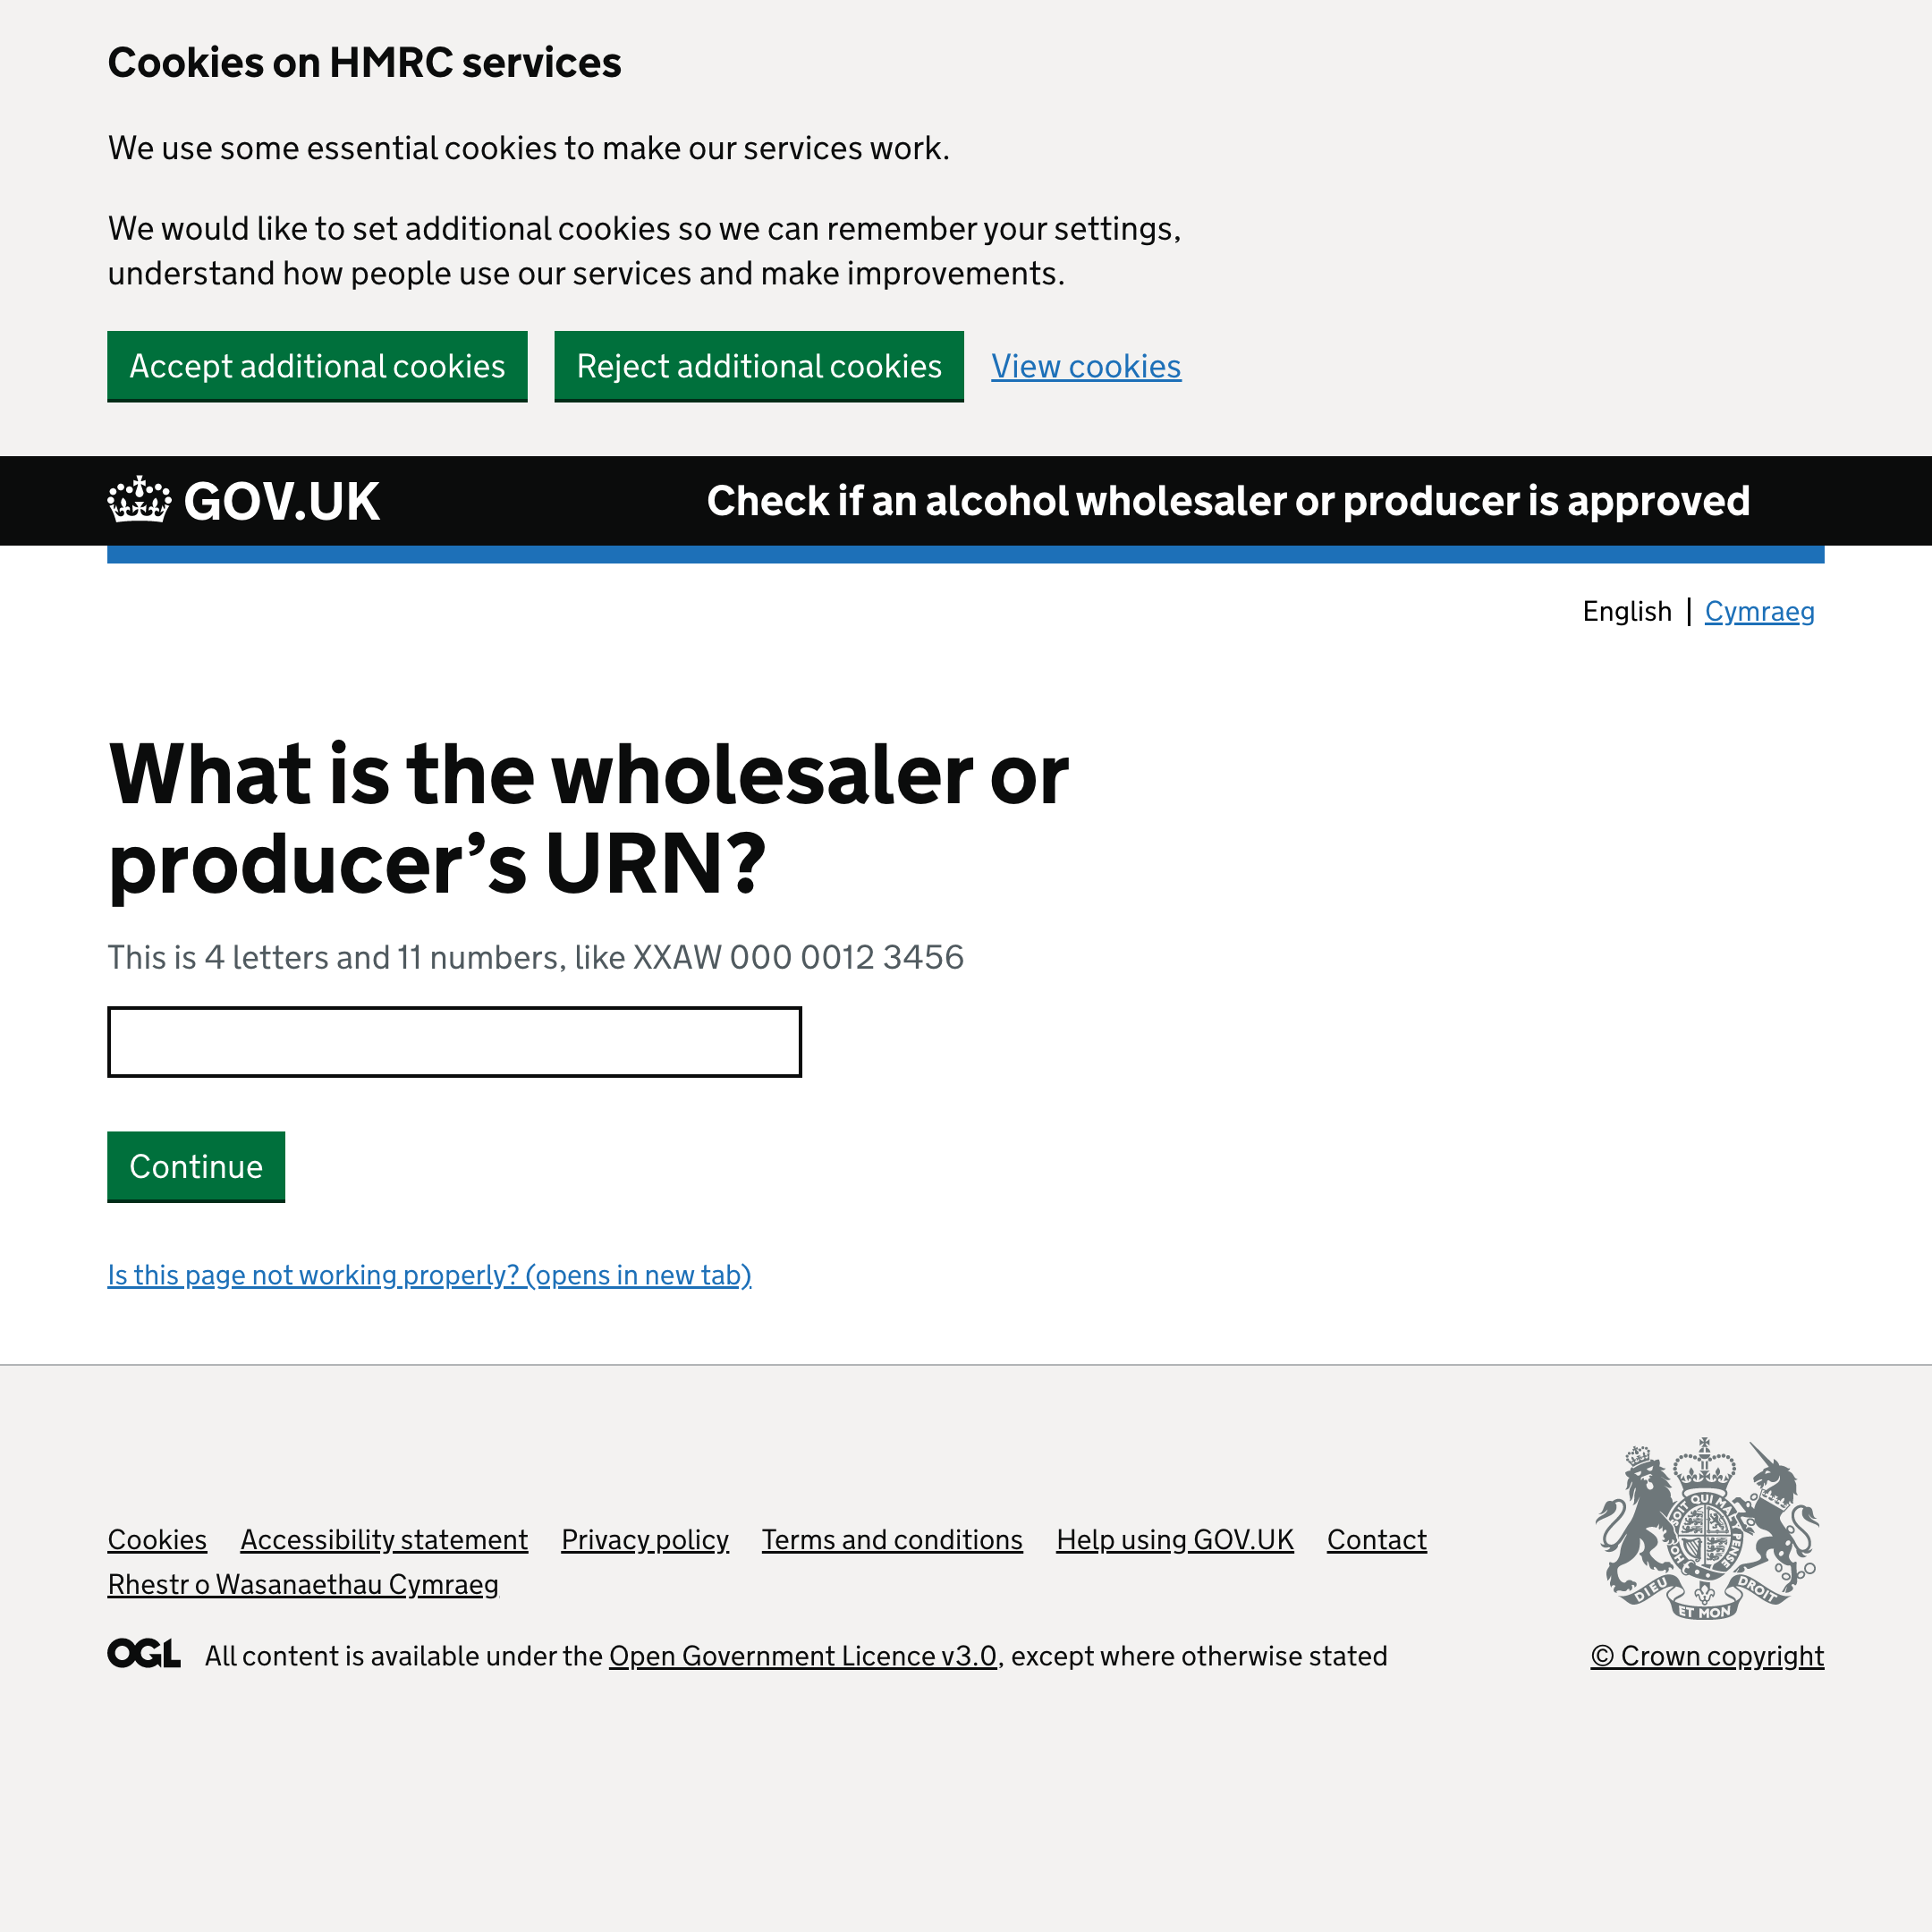 Cookies on HMRC services
We use some essential cookies to make our services work.
We would like to set additional cookies so we can remember your settings,
understand how people use our services and make improvements.
Accept additional cookies Reject additional cookies View cookies
GOV.UK Check if an alcohol wholesaler or producer is approved
English | Cymraeg
What is the wholesaler or
producer’s URN?
This is 4 letters and 11 numbers, like XXAW 000 0012 3456
Continue
Is this page not working properly? (opens in new tab)
Cookies Accessibility statement Privacy policy Terms and conditions Help using GOV.UK Contact
Rhestr o Wasanaethau Cymraeg
OGL All content is available under the Open Government Licence v3.0, except where otherwise stated
DIEU ET MON DROIT
© Crown copyright